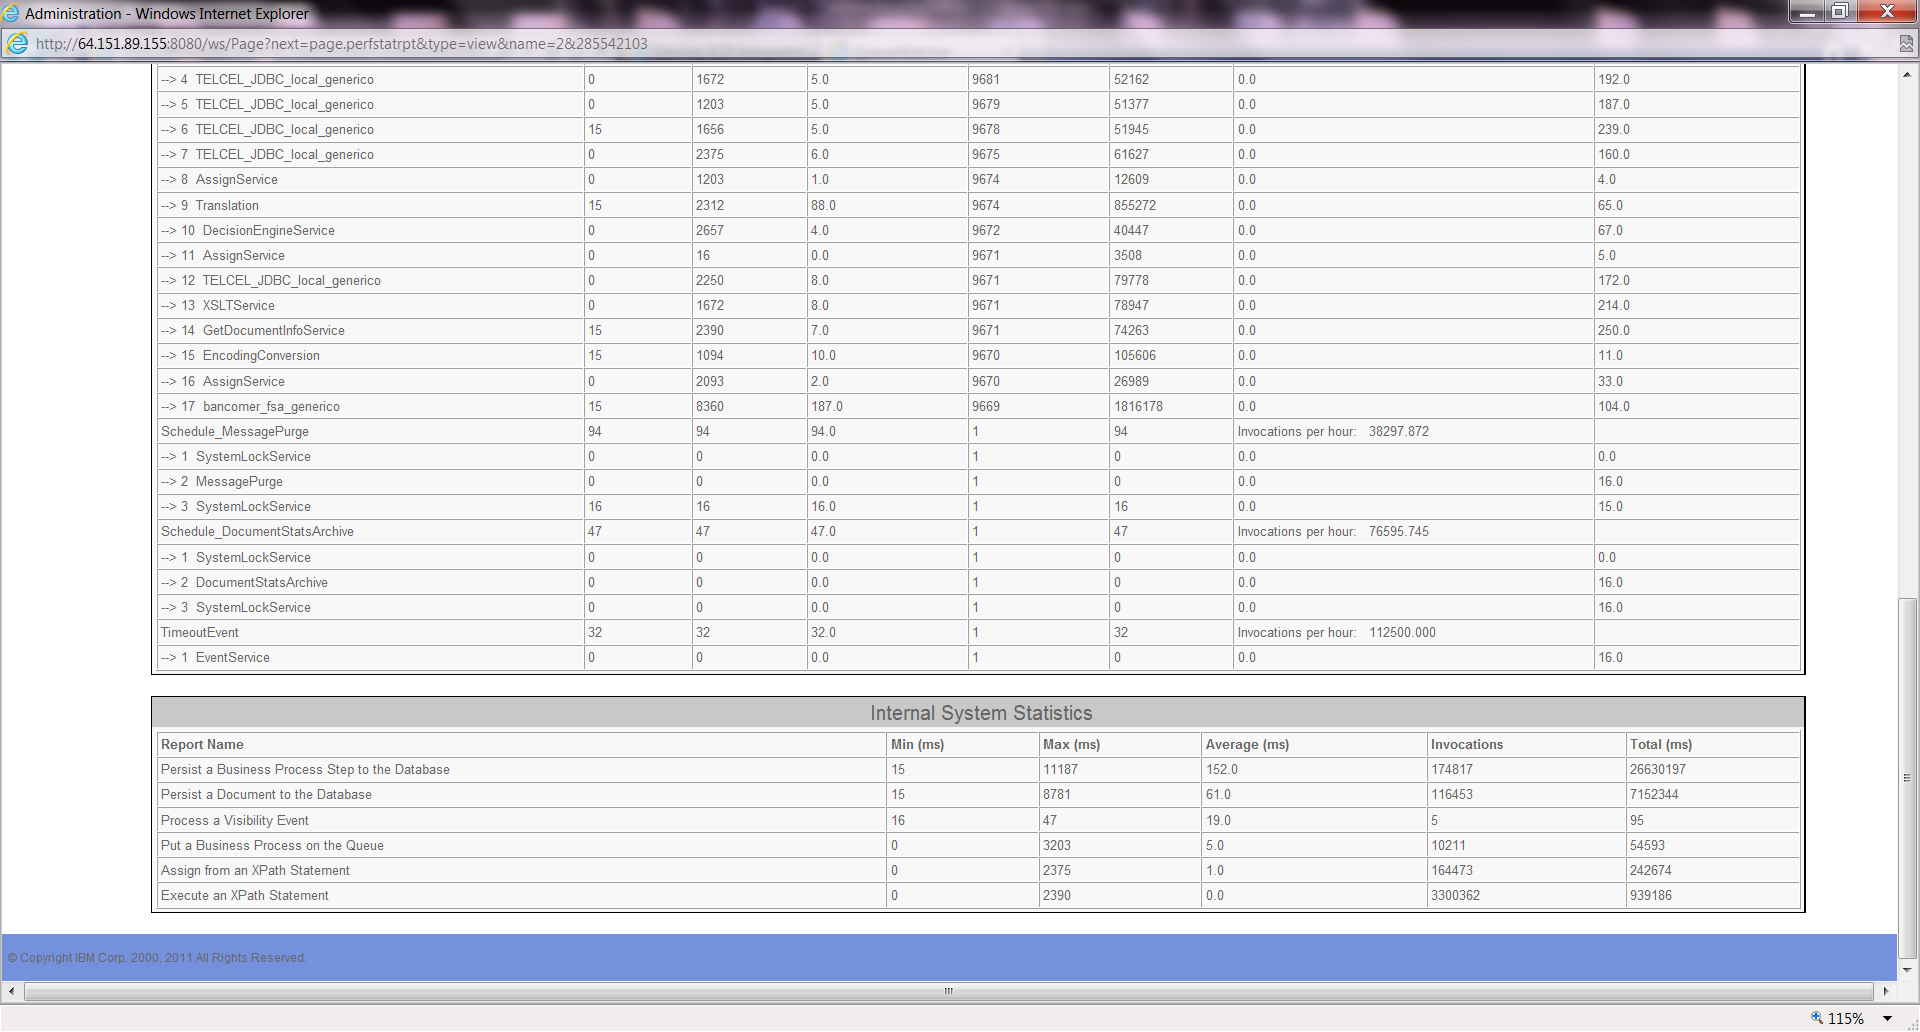 Administration - Windows Internet Explorer
http://64.151.89.155:8080/ws/Page?next=page.perfstatrpt&type=view&name=2&285542103
--> 4 TELCEL_JDBC_local_generico 0 1672 5.0 9681 52162 0.0 192.0
--> 5 TELCEL_JDBC_local_generico 0 1203 5.0 9679 51377 0.0 187.0
--> 6 TELCEL_JDBC_local_generico 15 1656 5.0 9678 51945 0.0 239.0
--> 7 TELCEL_JDBC_local_generico 0 2375 6.0 9675 61627 0.0 160.0
--> 8 AssignService 0 1203 1.0 9674 12609 0.0 4.0
--> 9 Translation 15 2312 88.0 9674 855272 0.0 65.0
--> 10 DecisionEngineService 0 2657 4.0 9672 40447 0.0 67.0
--> 11 AssignService 0 16 0.0 9671 3508 0.0 5.0
--> 12 TELCEL_JDBC_local_generico 0 2250 8.0 9671 79778 0.0 172.0
--> 13 XSLTService 0 1672 8.0 9671 78947 0.0 214.0
--> 14 GetDocumentInfoService 15 2390 7.0 9671 74263 0.0 250.0
--> 15 EncodingConversion 15 1094 10.0 9670 105606 0.0 11.0
--> 16 AssignService 0 2093 2.0 9670 26989 0.0 33.0
--> 17 bancomer_fsa_generico 15 8360 187.0 9669 1816178 0.0 104.0
Schedule_MessagePurge 94 94 94.0 1 94 Invocations per hour: 38297.872
--> 1 SystemLockService 0 0 0.0 1 0 0.0 0.0
--> 2 MessagePurge 0 0 0.0 1 0 0.0 16.0
--> 3 SystemLockService 16 16 16.0 1 16 0.0 15.0
Schedule_DocumentStatsArchive 47 47 47.0 1 47 Invocations per hour: 76595.745
--> 1 SystemLockService 0 0 0.0 1 0 0.0 0.0
--> 2 DocumentStatsArchive 0 0 0.0 1 0 0.0 16.0
--> 3 SystemLockService 0 0 0.0 1 0 0.0 16.0
TimeoutEvent 32 32 32.0 1 32 Invocations per hour: 112500.000
--> 1 EventService 0 0 0.0 1 0 0.0 16.0
Internal System Statistics
Report Name Min (ms) Max (ms) Average (ms) Invocations Total (ms)
Persist a Business Process Step to the Database 15 11187 152.0 174817 26630197
Persist a Document to the Database 15 8781 61.0 116453 7152344
Process a Visibility Event 16 47 19.0 5 95
Put a Business Process on the Queue 0 3203 5.0 10211 54593
Assign from an XPath Statement 0 2375 1.0 164473 242674
Execute an XPath Statement 0 2390 0.0 3300362 939186
© Copyright IBM Corp. 2000, 2011 All Rights Reserved.
115%